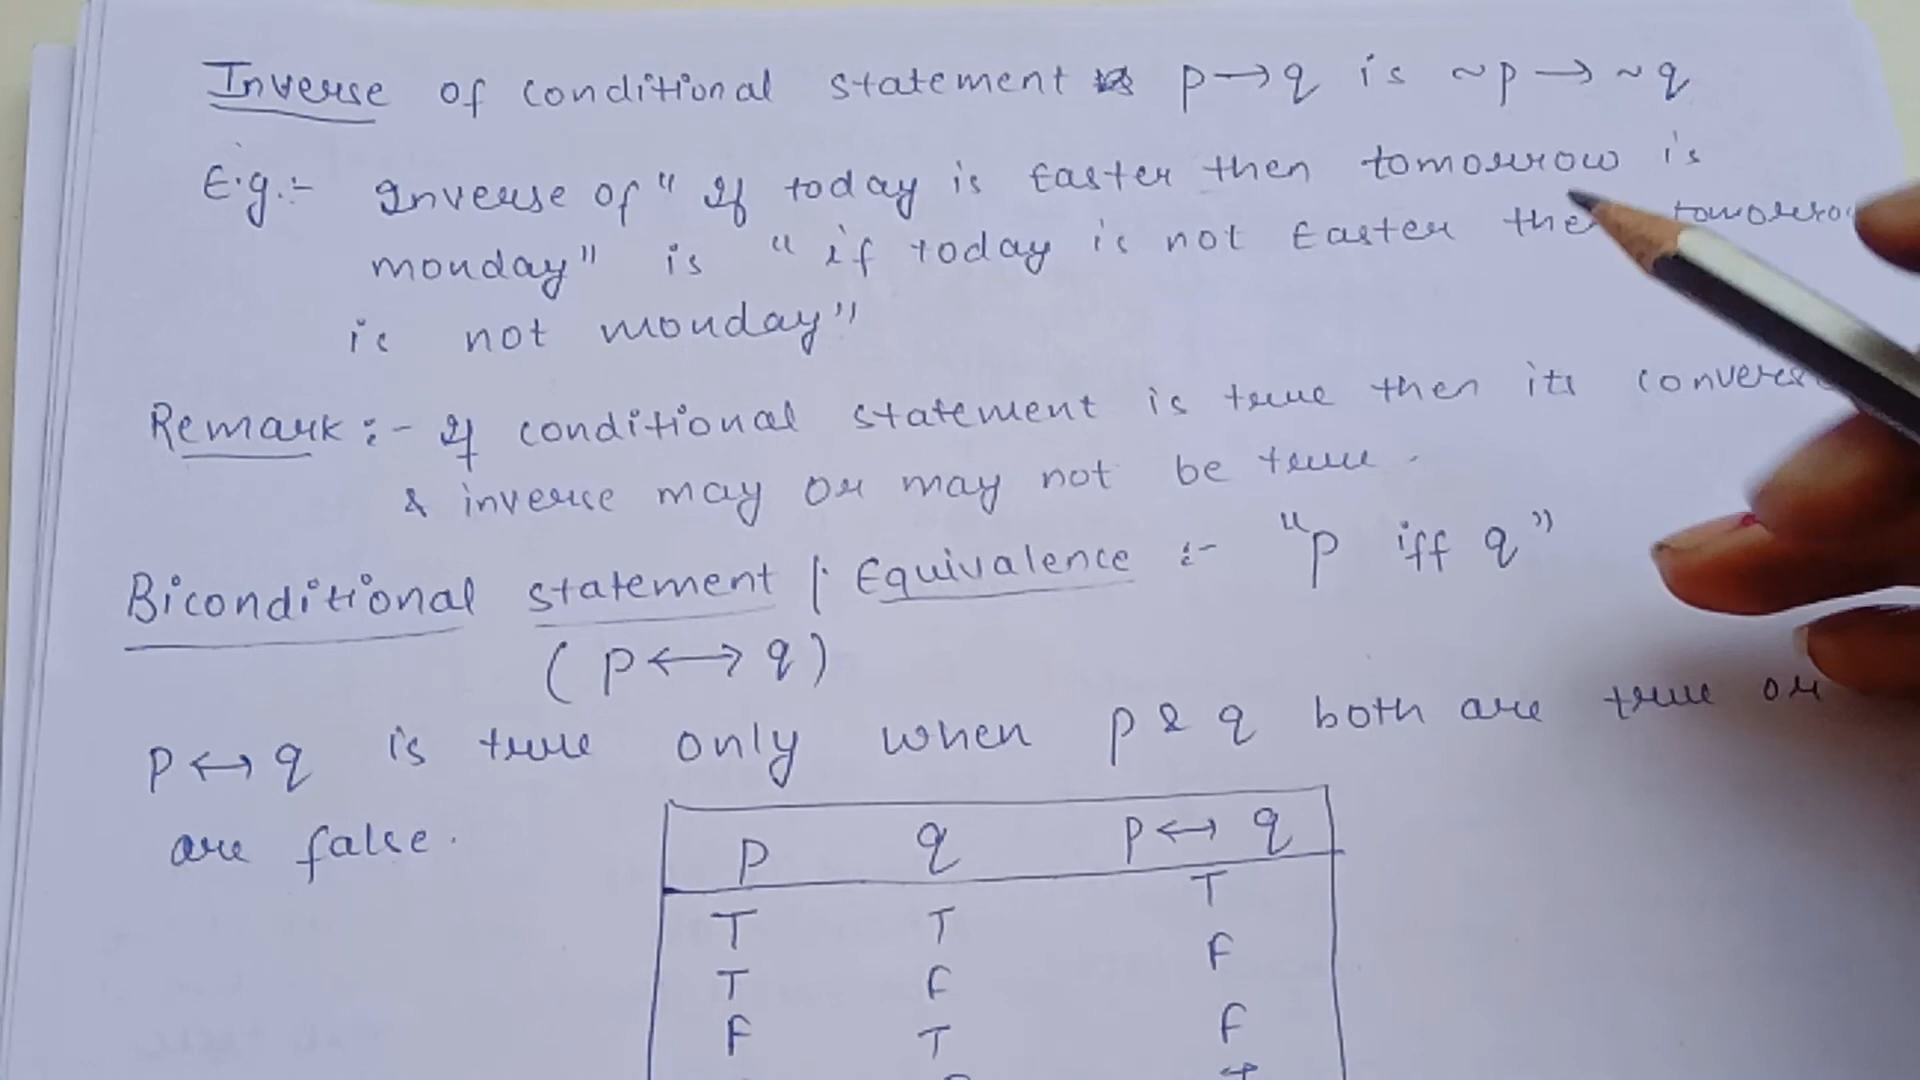 Inverse of conditional statement p→q is ~p → ~q
E.g.:- Inverse of "If today is Easter then tomorrow is
monday" is "if today is not Easter then tomorrow
is not monday"
Remark:- If conditional statement is true then its converse
& inverse may or may not be true.
Biconditional statement | Equivalence :- "p iff q"
(p⟷q)
P↔q is true only when p & q both are true or
are false.
p q p↔q
T T T
T F F
F T F